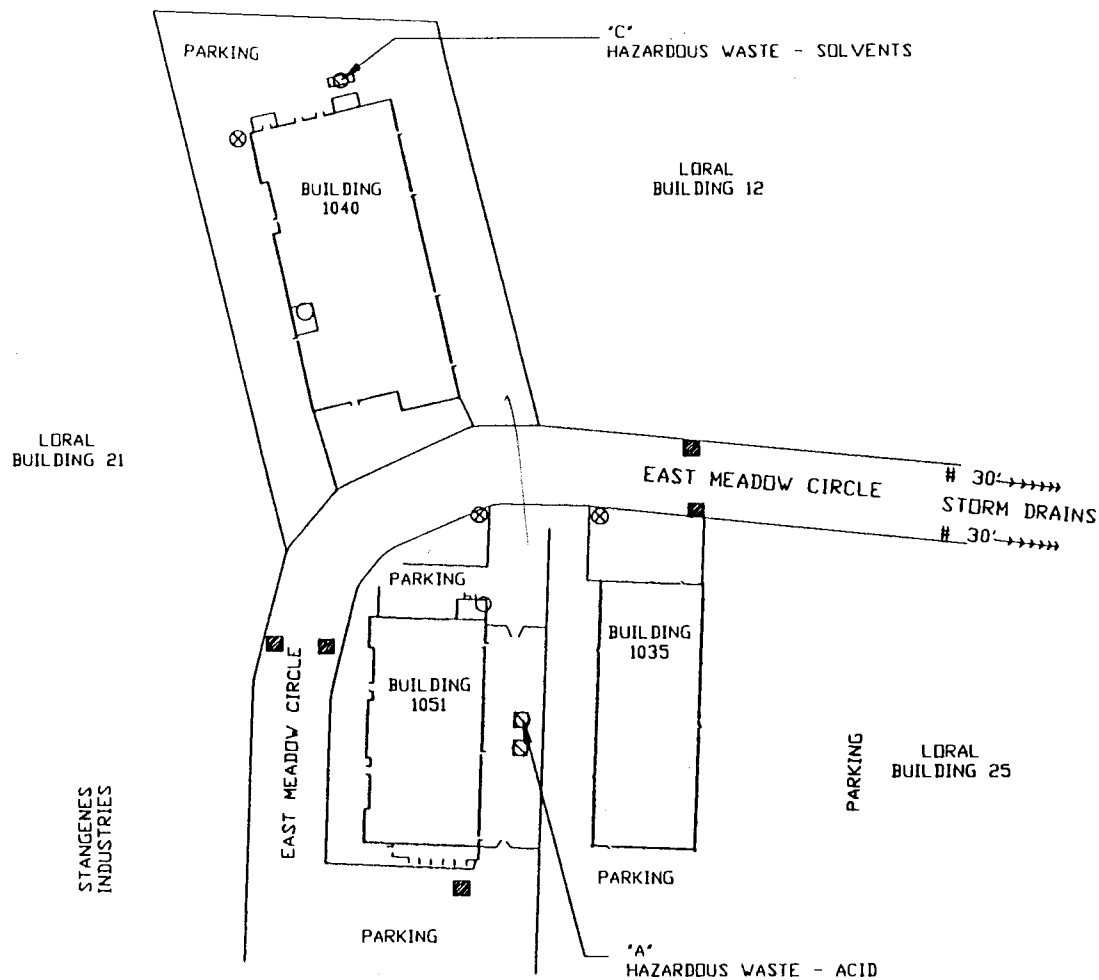 "C"
HAZARDOUS WASTE - SOLVENTS
PARKING
BUILDING
1040
LORAL
BUILDING 12
LORAL
BUILDING 21
EAST MEADOW CIRCLE
# 30'
STORM DRAINS
# 30'
PARKING
BUILDING
1051
BUILDING
1035
EAST MEADOW CIRCLE
PARKING
LORAL
BUILDING 25
STANGENES
INDUSTRIES
PARKING
PARKING
"A"
HAZARDOUS WASTE - ACID